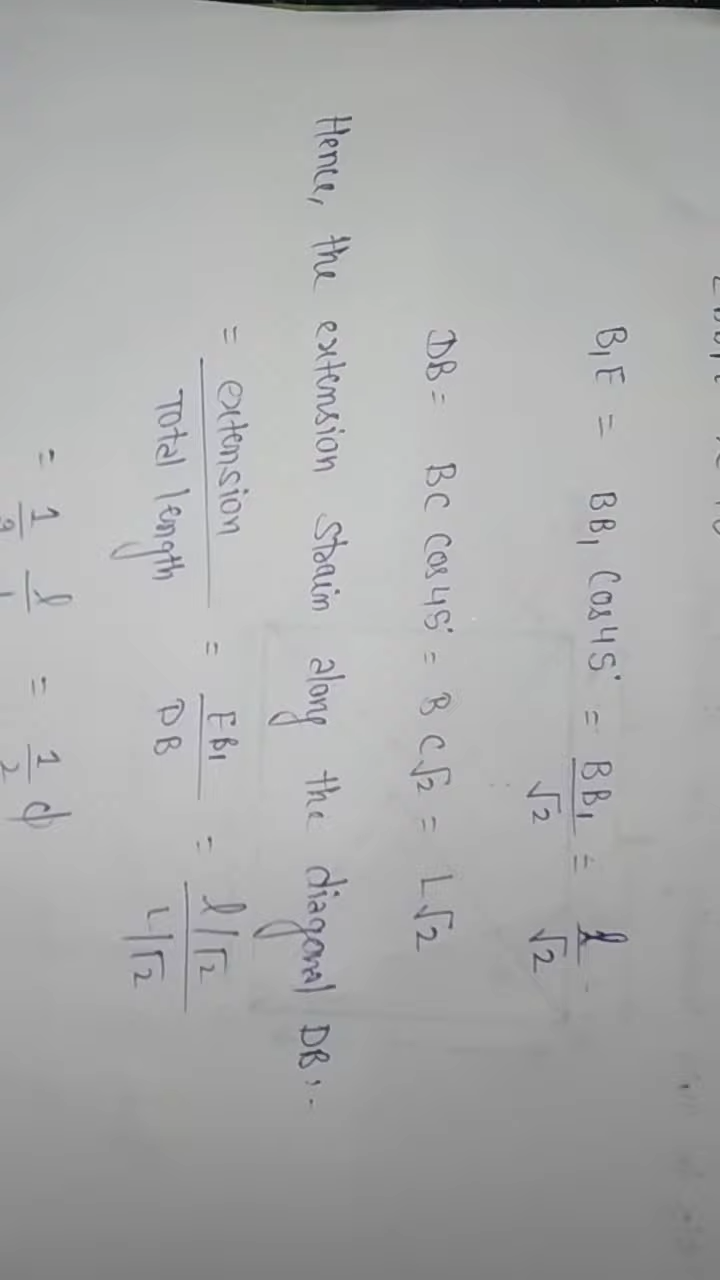 B₁E = BB₁ Cos45° = BB₁/√2 = l/√2
DB = BC Cos45° = BC√2 = L√2
Hence, the extension strain along the diagonal DB:-
= extension/Total length = EB₁/DB = l/√2/L/√2
= 1/2 l/L = 1/2 φ